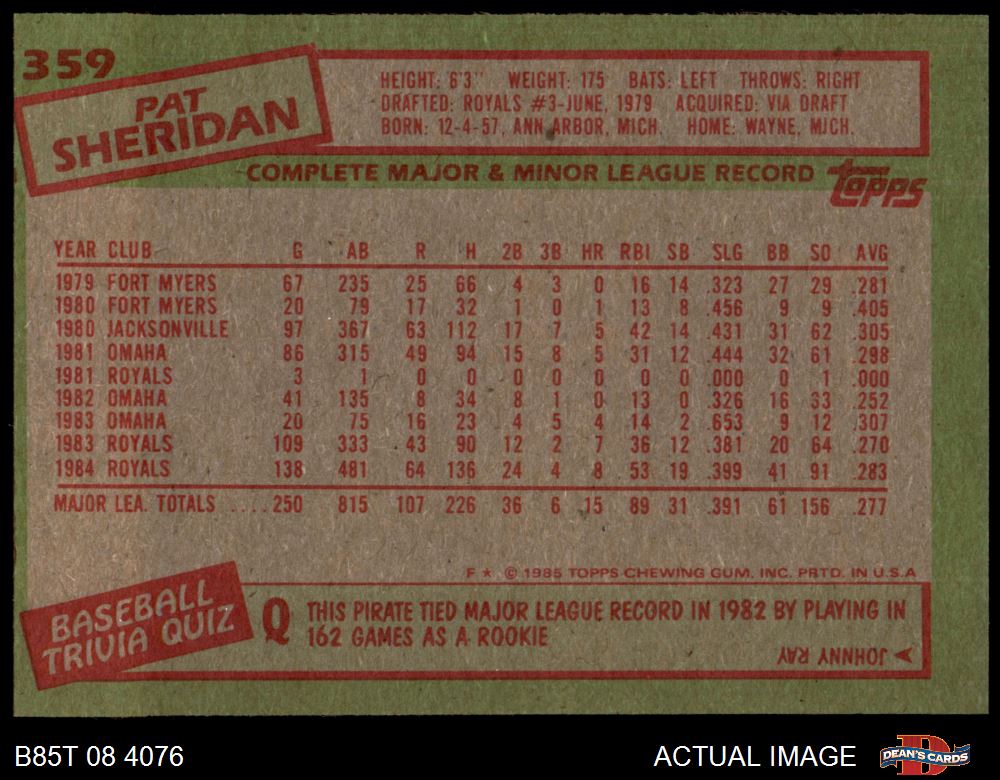 359
PAT
SHERIDAN
HEIGHT: 6'3" WEIGHT: 175 BATS: LEFT THROWS: RIGHT
DRAFTED: ROYALS #3-JUNE, 1979 ACQUIRED: VIA DRAFT
BORN: 12-4-57, ANN ARBOR, MICH. HOME: WAYNE, MICH.
COMPLETE MAJOR & MINOR LEAGUE RECORD
TOPPS
YEAR CLUB G AB R H 2B 3B HR RBI SB SLG BB SO AVG
1979 FORT MYERS 67 235 25 66 4 3 0 16 14 .323 27 29 .281
1980 FORT MYERS 20 79 17 32 1 0 1 13 8 .456 9 9 .405
1980 JACKSONVILLE 97 367 63 112 17 7 5 42 14 .431 31 62 .305
1981 OMAHA 86 315 49 94 15 8 5 31 12 .444 32 61 .298
1981 ROYALS 3 1 0 0 0 0 0 0 0 .000 0 1 .000
1982 OMAHA 41 135 8 34 8 1 0 13 0 .326 16 33 .252
1983 OMAHA 20 75 16 23 4 5 4 14 2 .653 9 12 .307
1983 ROYALS 109 333 43 90 12 2 7 36 12 .381 20 64 .270
1984 ROYALS 138 481 64 136 24 4 8 53 19 .399 41 91 .283
MAJOR LEA. TOTALS ....250 815 107 226 36 6 15 89 31 .391 61 156 .277
F ★ © 1985 TOPPS CHEWING GUM, INC. PRTD. IN U.S.A
BASEBALL
TRIVIA QUIZ
Q THIS PIRATE TIED MAJOR LEAGUE RECORD IN 1982 BY PLAYING IN
162 GAMES AS A ROOKIE
JOHNNY RAY
B85T 08 4076
ACTUAL IMAGE
D
DEAN'S CARDS